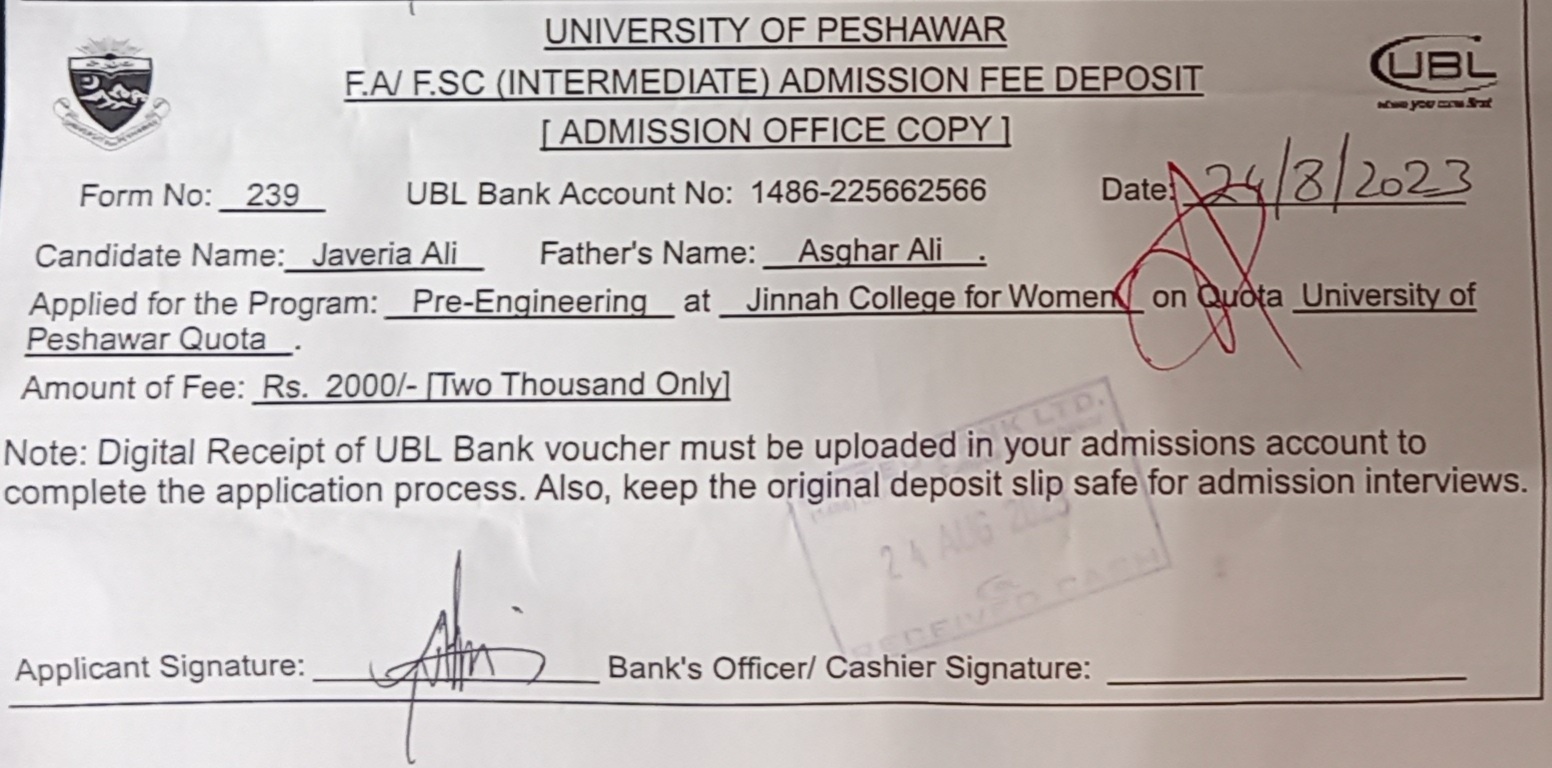 UNIVERSITY OF PESHAWAR
F.A/ F.SC (INTERMEDIATE) ADMISSION FEE DEPOSIT
[ ADMISSION OFFICE COPY ]
UBL
where you come first
Form No: 239 UBL Bank Account No: 1486-225662566 Date: 24/8/2023
Candidate Name: Javeria Ali Father's Name: Asghar Ali .
Applied for the Program: Pre-Engineering at Jinnah College for Women on Quota University of
Peshawar Quota .
Amount of Fee: Rs. 2000/- [Two Thousand Only]
Note: Digital Receipt of UBL Bank voucher must be uploaded in your admissions account to
complete the application process. Also, keep the original deposit slip safe for admission interviews.
BANK LTD.
24 AUG 2023
RECEIVED CASH
Applicant Signature: Bank's Officer/ Cashier Signature: